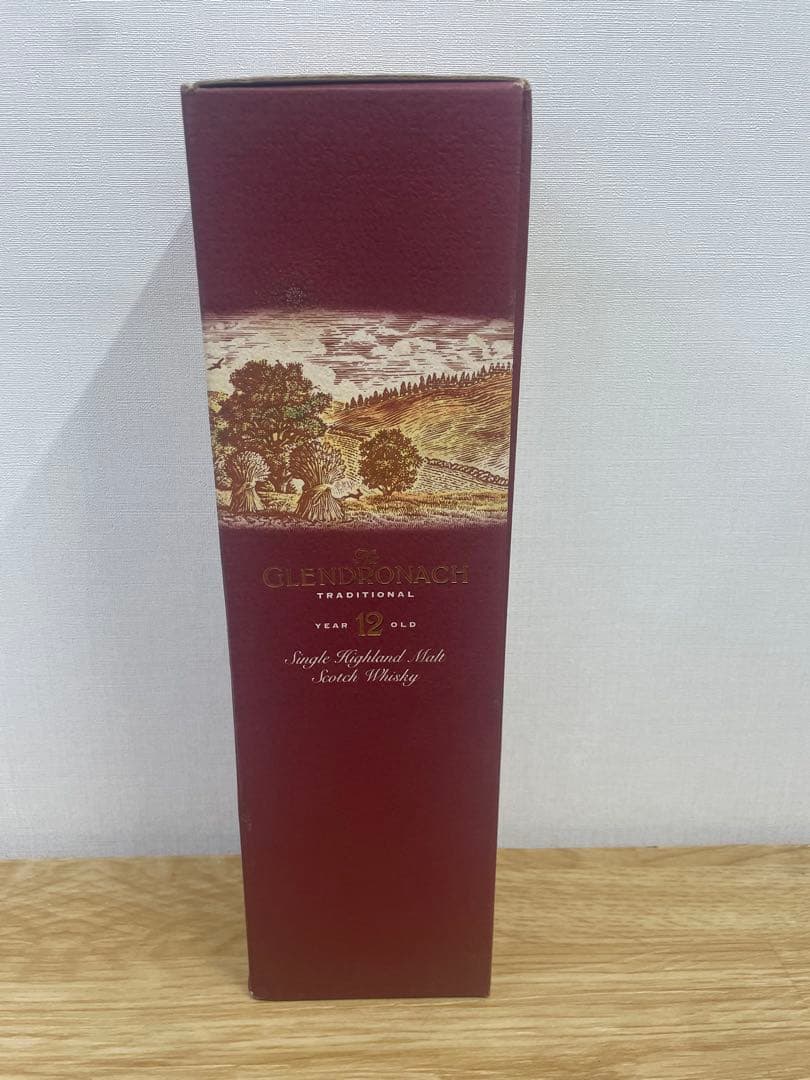 The
GLENDRONACH
TRADITIONAL
YEAR 12 OLD
Single Highland Malt
Scotch Whisky